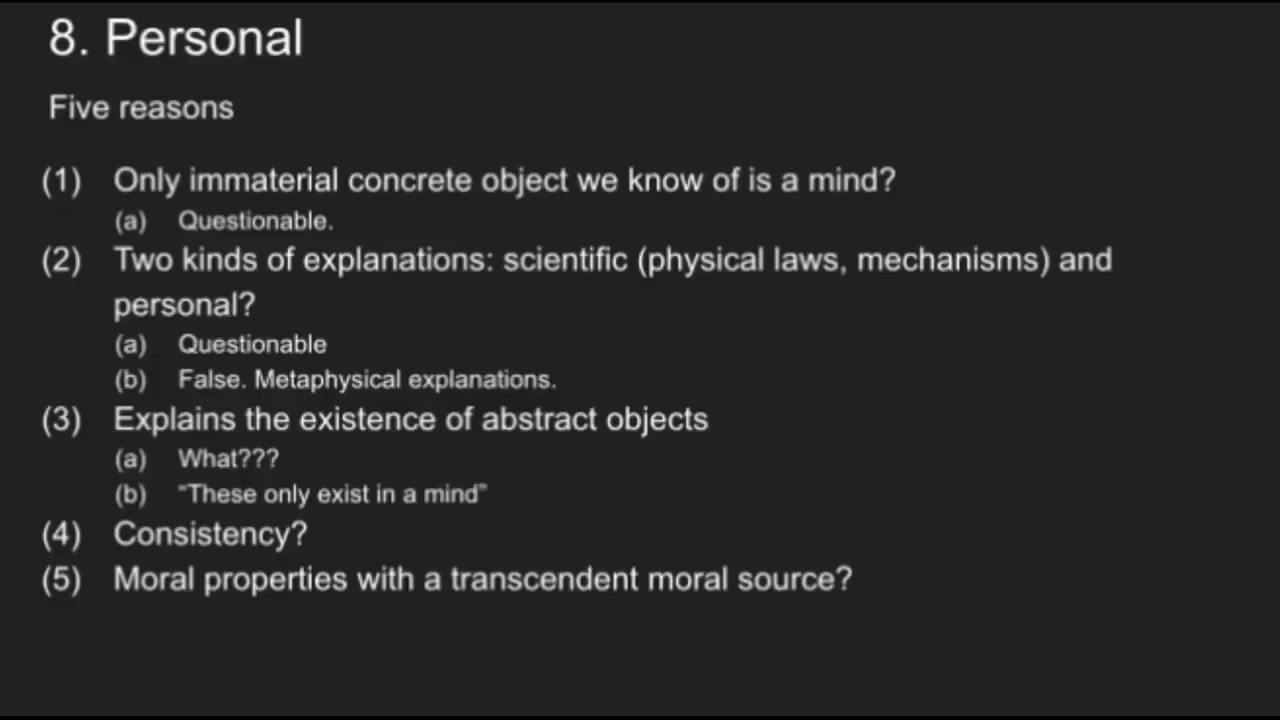 8. Personal
Five reasons
(1) Only immaterial concrete object we know of is a mind?
(a) Questionable.
(2) Two kinds of explanations: scientific (physical laws, mechanisms) and
personal?
(a) Questionable
(b) False. Metaphysical explanations.
(3) Explains the existence of abstract objects
(a) What???
(b) "These only exist in a mind"
(4) Consistency?
(5) Moral properties with a transcendent moral source?